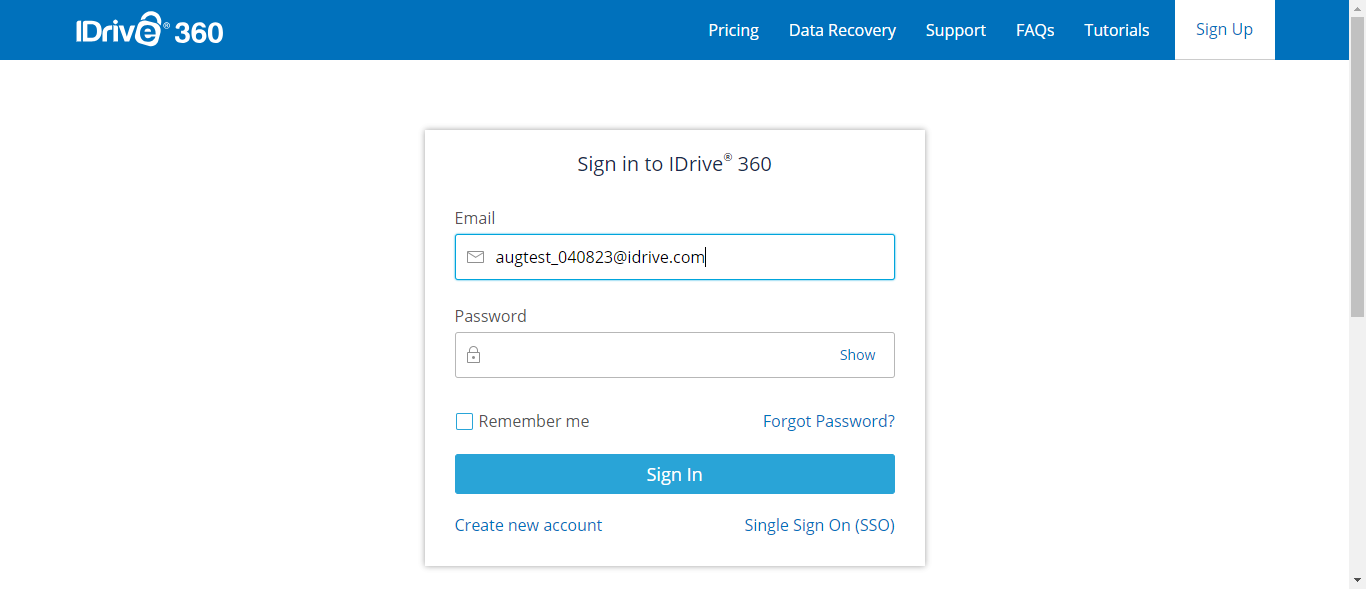 IDrive® 360
Pricing Data Recovery Support FAQs Tutorials Sign Up
Sign in to IDrive® 360
Email
augtest_040823@idrive.com
Password
Show
Remember me Forgot Password?
Sign In
Create new account Single Sign On (SSO)